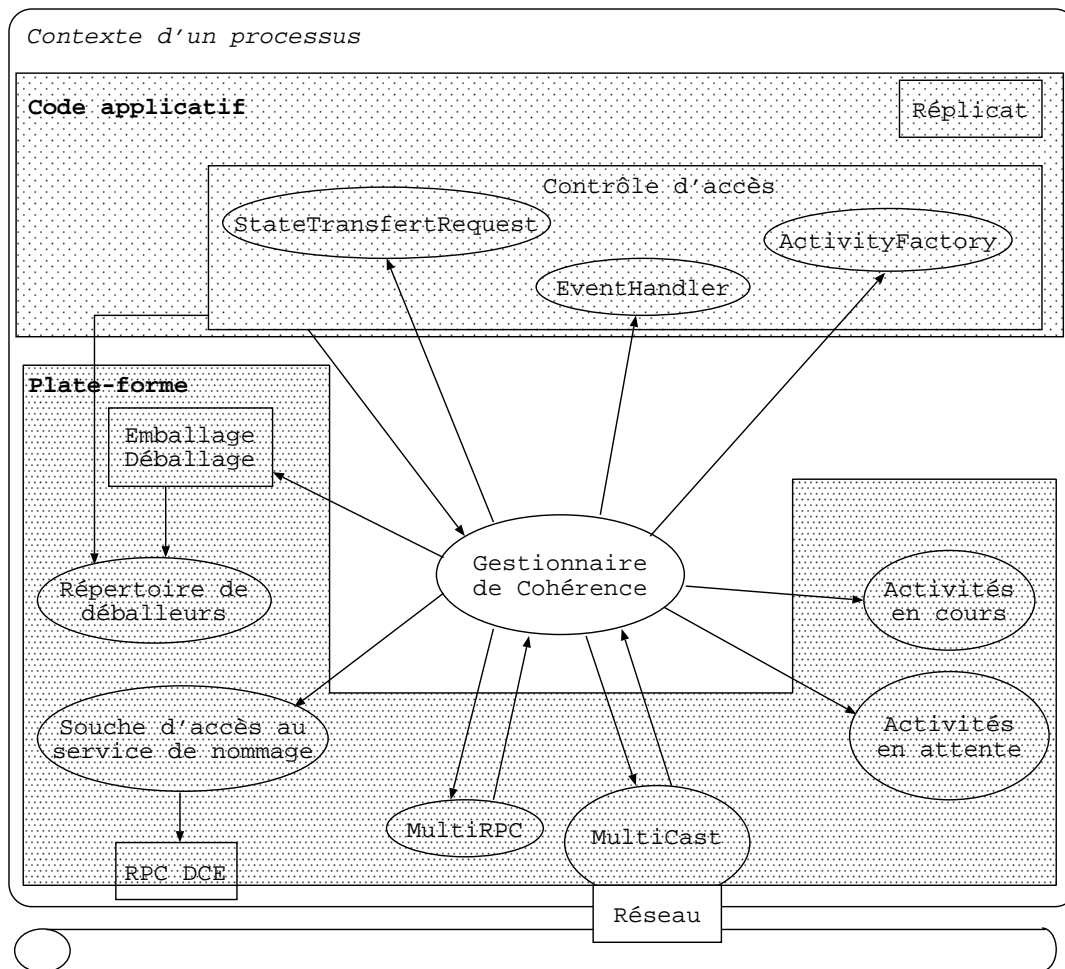 Contexte d'un processus
Code applicatif
Réplicat
Contrôle d'accès
StateTransfertRequest
ActivityFactory
EventHandler
Plate-forme
Emballage
Déballage
Gestionnaire
de Cohérence
Répertoire de
déballeurs
Activités
en cours
Souche d'accès au
service de nommage
Activités
en attente
MultiRPC
MultiCast
RPC DCE
Réseau